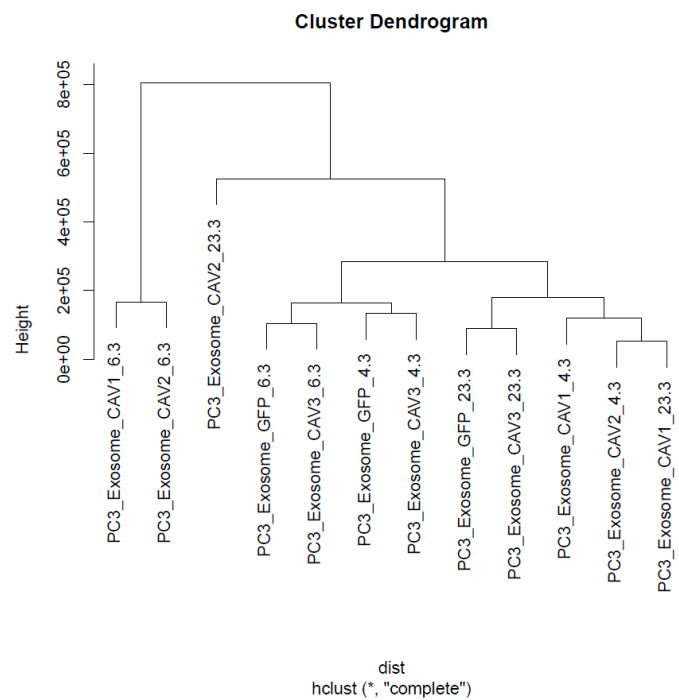 Cluster Dendrogram
Height
8e+05
6e+05
4e+05
2e+05
0e+00
PC3_Exosome_CAV1_6.3
PC3_Exosome_CAV2_6.3
PC3_Exosome_CAV2_23.3
PC3_Exosome_GFP_6.3
PC3_Exosome_CAV3_6.3
PC3_Exosome_GFP_4.3
PC3_Exosome_CAV3_4.3
PC3_Exosome_GFP_23.3
PC3_Exosome_CAV3_23.3
PC3_Exosome_CAV1_4.3
PC3_Exosome_CAV2_4.3
PC3_Exosome_CAV1_23.3
dist
hclust (*, "complete")